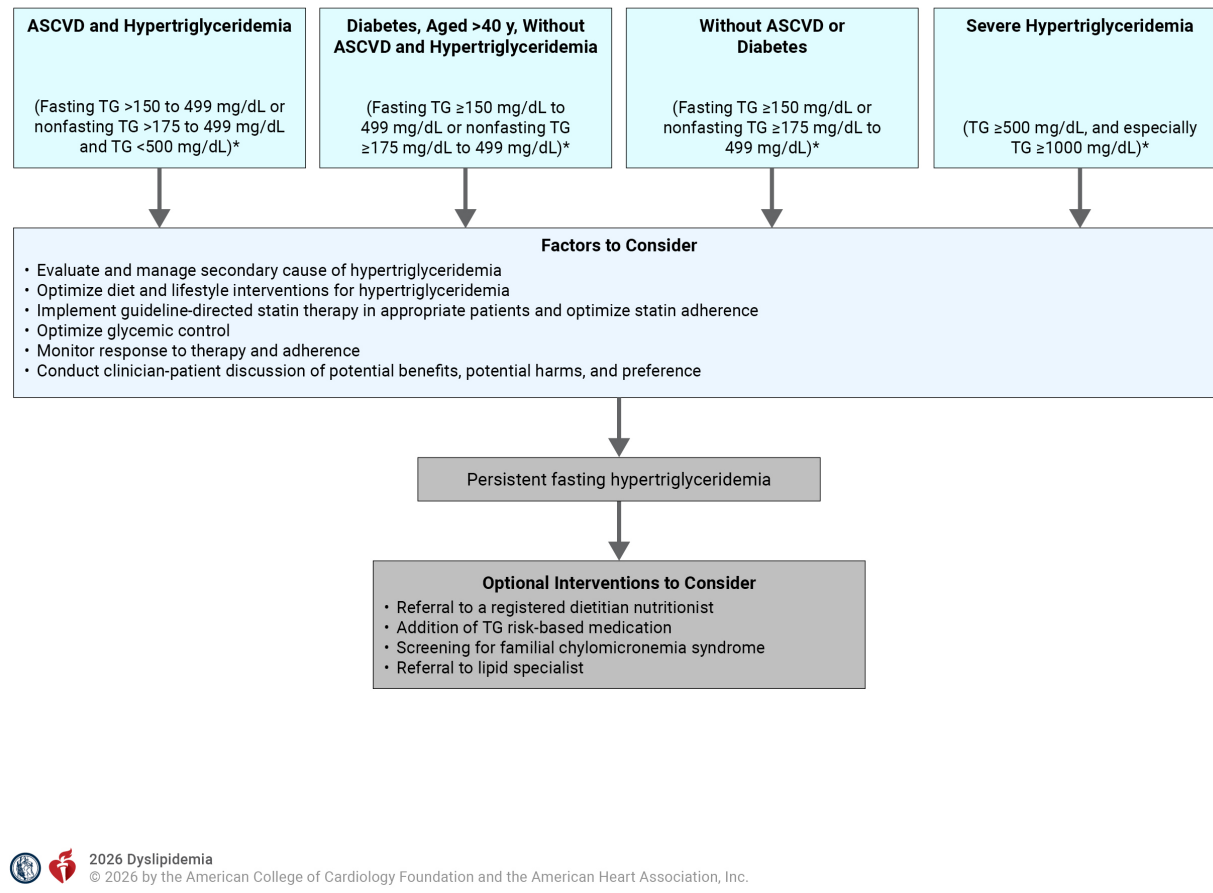 ASCVD and Hypertriglyceridemia
(Fasting TG >150 to 499 mg/dL or
nonfasting TG >175 to 499 mg/dL
and TG <500 mg/dL)*
Diabetes, Aged >40 y, Without
ASCVD and Hypertriglyceridemia
(Fasting TG ≥150 mg/dL to
499 mg/dL or nonfasting TG
≥175 mg/dL to 499 mg/dL)*
Without ASCVD or
Diabetes
(Fasting TG ≥150 mg/dL or
nonfasting TG ≥175 mg/dL to
499 mg/dL)*
Severe Hypertriglyceridemia
(TG ≥500 mg/dL, and especially
TG ≥1000 mg/dL)*
Factors to Consider
• Evaluate and manage secondary cause of hypertriglyceridemia
• Optimize diet and lifestyle interventions for hypertriglyceridemia
• Implement guideline-directed statin therapy in appropriate patients and optimize statin adherence
• Optimize glycemic control
• Monitor response to therapy and adherence
• Conduct clinician-patient discussion of potential benefits, potential harms, and preference
Persistent fasting hypertriglyceridemia
Optional Interventions to Consider
• Referral to a registered dietitian nutritionist
• Addition of TG risk-based medication
• Screening for familial chylomicronemia syndrome
• Referral to lipid specialist
2026 Dyslipidemia
© 2026 by the American College of Cardiology Foundation and the American Heart Association, Inc.